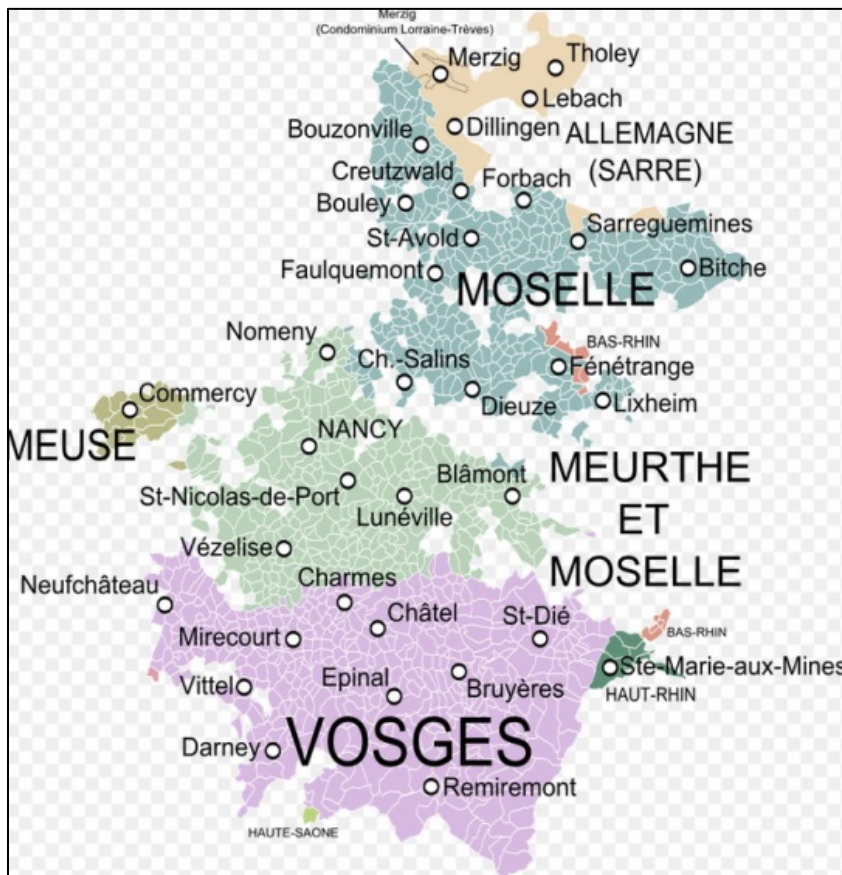 Merzig
(Condominium Lorraine-Trèves)
Merzig
Tholey
Lebach
Dillingen
ALLEMAGNE
(SARRE)
Bouzonville
Creutzwald
Forbach
Bouley
St-Avold
Sarreguemines
Faulquemont
Bitche
MOSELLE
Nomeny
BAS-RHIN
Ch.-Salins
Fénétrange
Commercy
Dieuze
Lixheim
MEUSE
NANCY
Blâmont
MEURTHE
ET
MOSELLE
St-Nicolas-de-Port
Lunéville
Vézelise
Neufchâteau
Charmes
Châtel
St-Dié
BAS-RHIN
Mirecourt
Ste-Marie-aux-Mines
Vittel
Epinal
Bruyères
HAUT-RHIN
Darney
VOSGES
Remiremont
HAUTE-SAONE